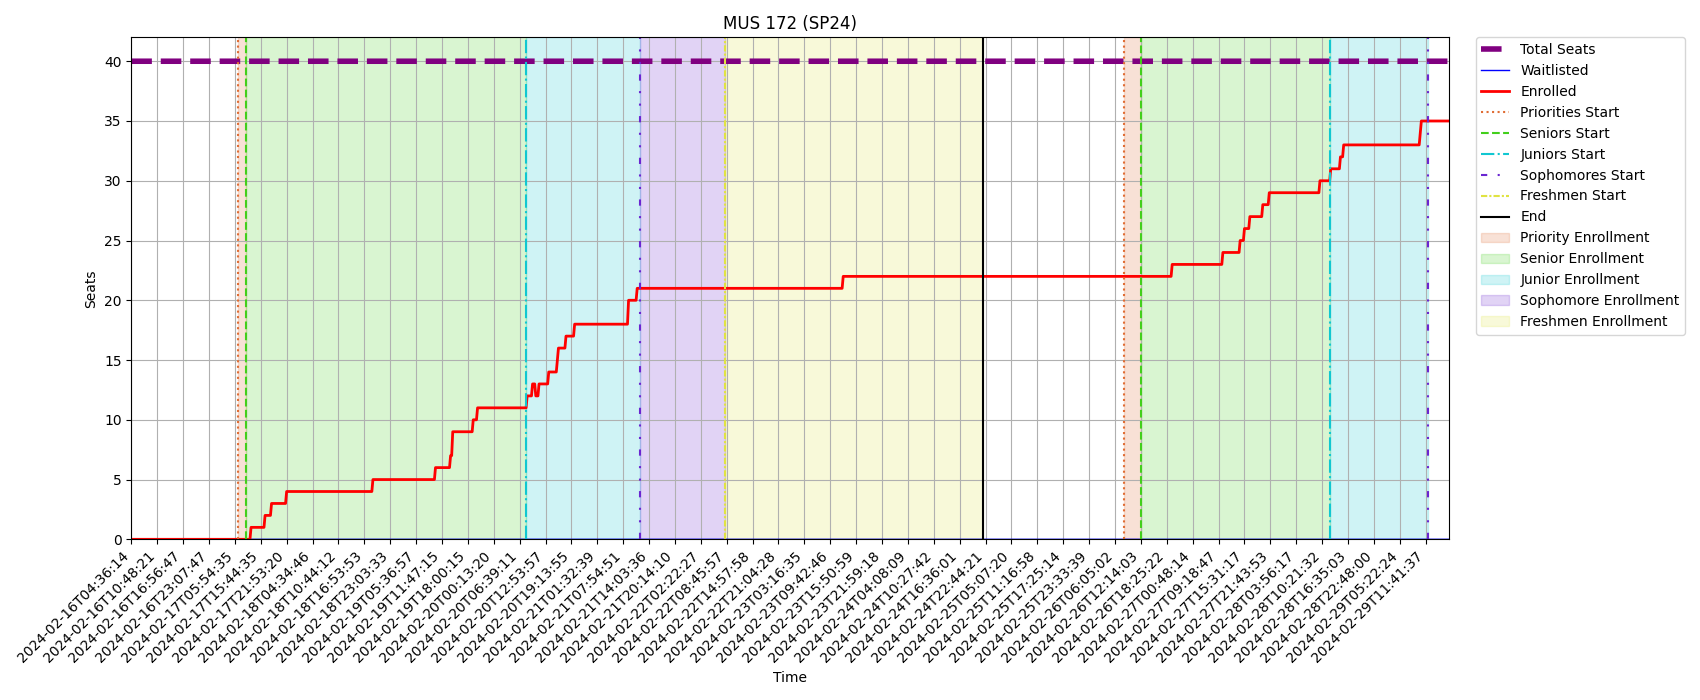 MUS 172 (SP24)
Seats
40
35
30
25
20
15
10
5
0
2024-02-16T04:36:14
2024-02-16T10:48:21
2024-02-16T16:56:47
2024-02-16T23:07:47
2024-02-17T05:54:35
2024-02-17T15:44:35
2024-02-17T21:53:20
2024-02-18T04:34:46
2024-02-18T10:44:12
2024-02-18T16:53:53
2024-02-18T23:03:33
2024-02-19T05:36:57
2024-02-19T11:47:15
2024-02-19T18:00:15
2024-02-20T00:13:20
2024-02-20T06:39:11
2024-02-20T12:53:57
2024-02-20T19:13:55
2024-02-21T01:32:39
2024-02-21T07:54:51
2024-02-21T14:03:36
2024-02-21T20:14:10
2024-02-22T02:22:27
2024-02-22T08:45:57
2024-02-22T14:57:58
2024-02-22T21:04:28
2024-02-23T03:16:35
2024-02-23T09:42:46
2024-02-23T15:50:59
2024-02-23T21:59:18
2024-02-24T04:08:09
2024-02-24T10:27:42
2024-02-24T16:36:01
2024-02-24T22:44:21
2024-02-25T05:07:20
2024-02-25T11:16:58
2024-02-25T17:25:14
2024-02-25T23:33:39
2024-02-26T06:05:02
2024-02-26T12:14:03
2024-02-26T18:25:22
2024-02-27T00:48:14
2024-02-27T09:18:47
2024-02-27T15:31:17
2024-02-27T21:43:53
2024-02-28T03:56:17
2024-02-28T10:21:32
2024-02-28T16:35:03
2024-02-28T22:48:00
2024-02-29T05:22:24
2024-02-29T11:41:37
Time
Total Seats
Waitlisted
Enrolled
Priorities Start
Seniors Start
Juniors Start
Sophomores Start
Freshmen Start
End
Priority Enrollment
Senior Enrollment
Junior Enrollment
Sophomore Enrollment
Freshmen Enrollment